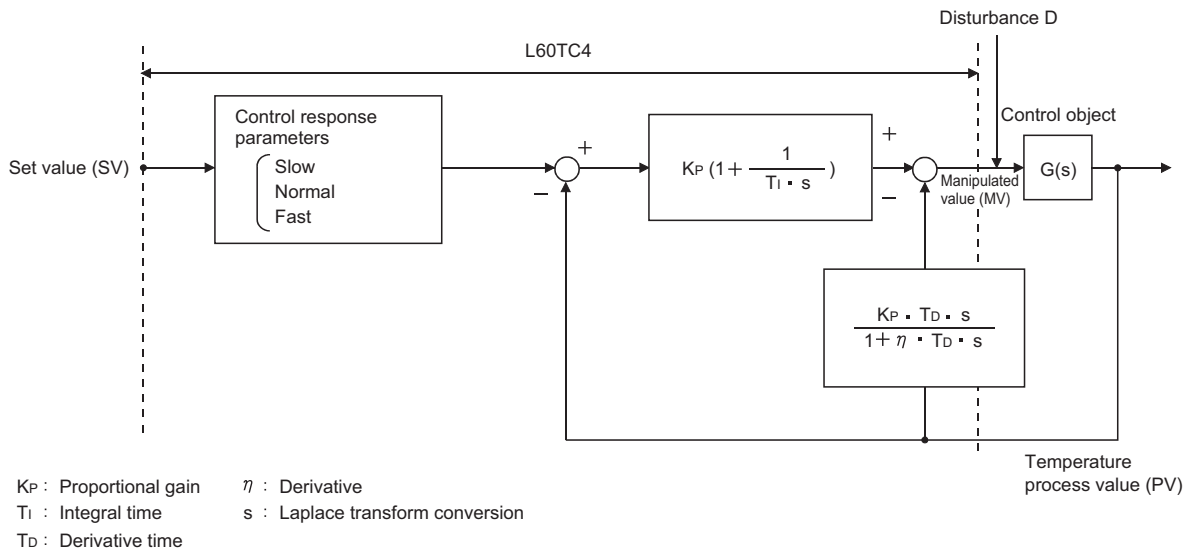 Disturbance D
L60TC4
Control response
parameters
Slow
Normal
Fast
Control object
Set value (SV)
+
−
KP (1+ 1 / TI · s )
+
−
Manipulated
value (MV)
G(s)
KP · TD · s
1+ η · TD · s
Temperature
process value (PV)
KP : Proportional gain η : Derivative
TI : Integral time s : Laplace transform conversion
TD : Derivative time